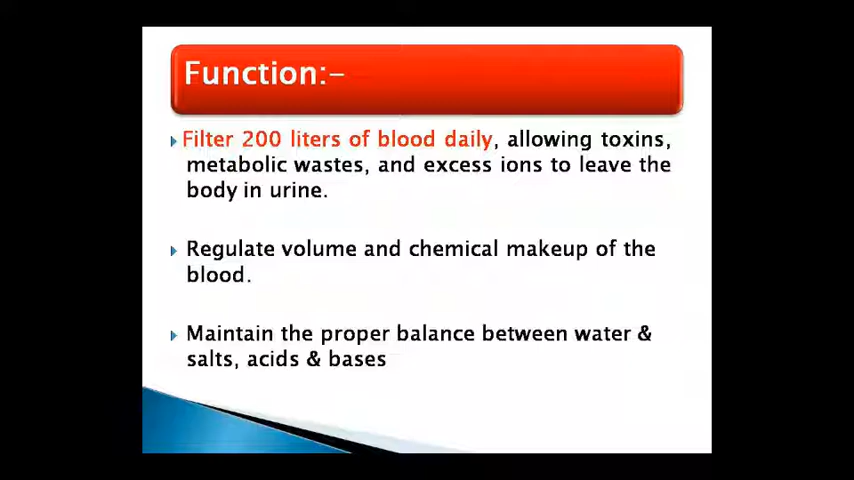 Function:-
Filter 200 liters of blood daily, allowing toxins,
metabolic wastes, and excess ions to leave the
body in urine.
Regulate volume and chemical makeup of the
blood.
Maintain the proper balance between water &
salts, acids & bases